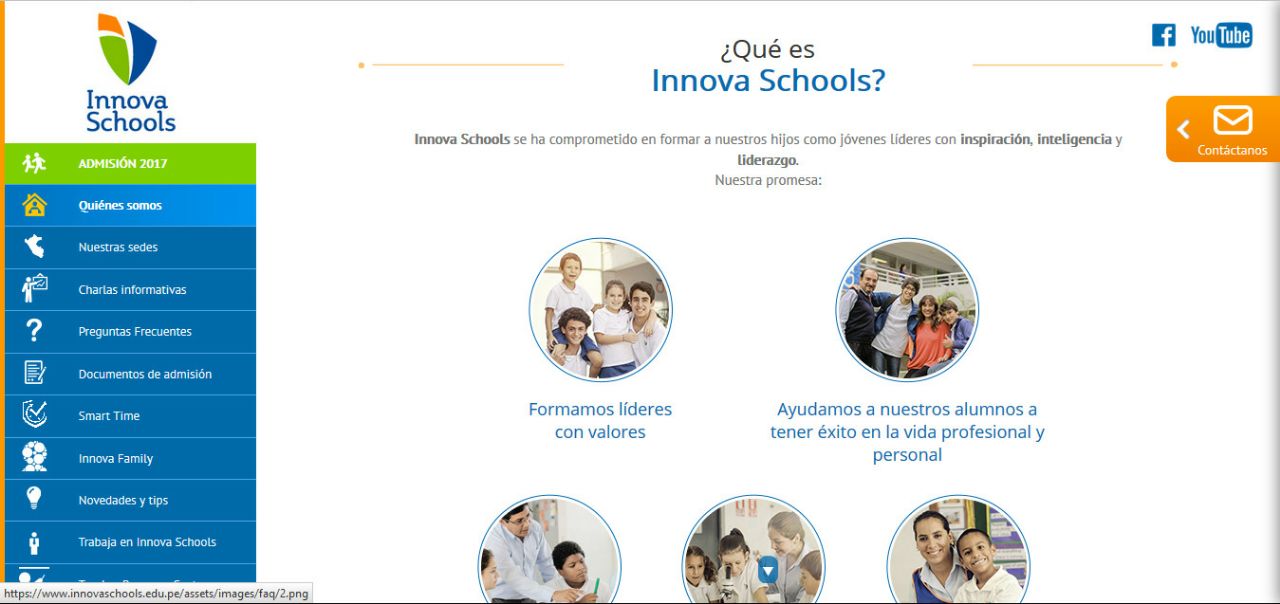 Innova
Schools
ADMISIÓN 2017
Quiénes somos
Nuestras sedes
Charlas informativas
Preguntas Frecuentes
Documentos de admisión
Smart Time
Innova Family
Novedades y tips
Trabaja en Innova Schools
¿Qué es
Innova Schools?
Innova Schools se ha comprometido en formar a nuestros hijos como jóvenes líderes con inspiración, inteligencia y
liderazgo.
Nuestra promesa:
Formamos líderes
con valores
Ayudamos a nuestros alumnos a
tener éxito en la vida profesional y
personal
YouTube
Contáctanos
https://www.innovaschools.edu.pe/assets/images/faq/2.png